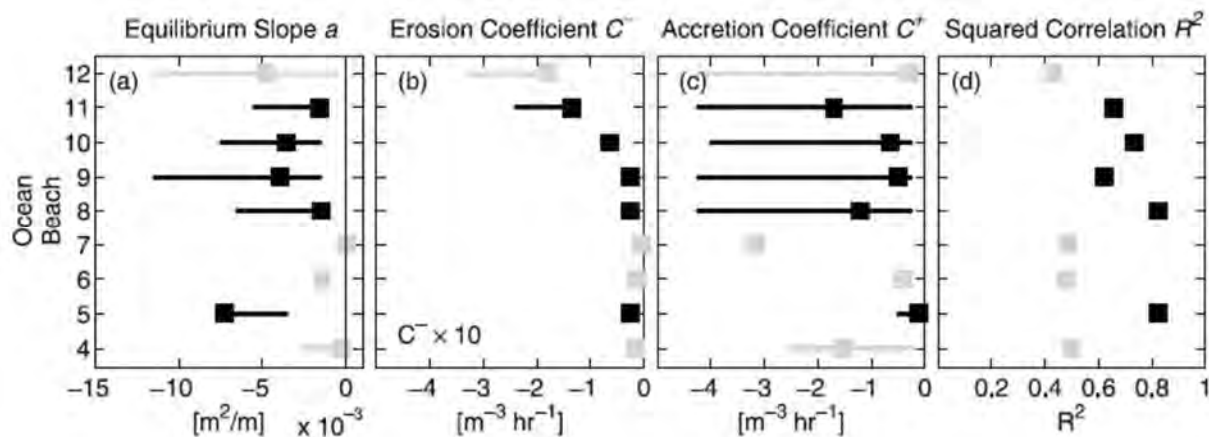 Equilibrium Slope a
Erosion Coefficient C⁻
Accretion Coefficient C⁺
Squared Correlation R²
(a)
(b)
(c)
(d)
Ocean
Beach
12
11
10
9
8
7
6
5
4
C⁻ × 10
−15 −10 −5 0
−4 −3 −2 −1 0
−4 −3 −2 −1 0
0.2 0.4 0.6 0.8 1
[m²/m] × 10⁻³
[m⁻³ hr⁻¹]
[m⁻³ hr⁻¹]
R²